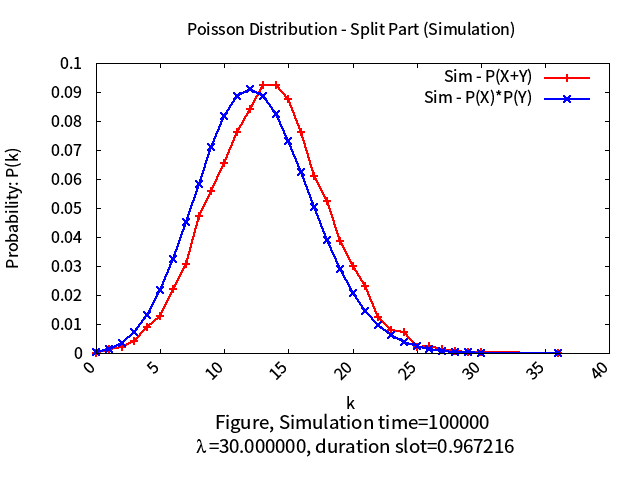 Poisson Distribution - Split Part (Simulation)
Sim - P(X+Y)
Sim - P(X)*P(Y)
Probability: P(k)
0.1
0.09
0.08
0.07
0.06
0.05
0.04
0.03
0.02
0.01
0
0 5 10 15 20 25 30 35 40
k
Figure, Simulation time=100000
λ=30.000000, duration slot=0.967216